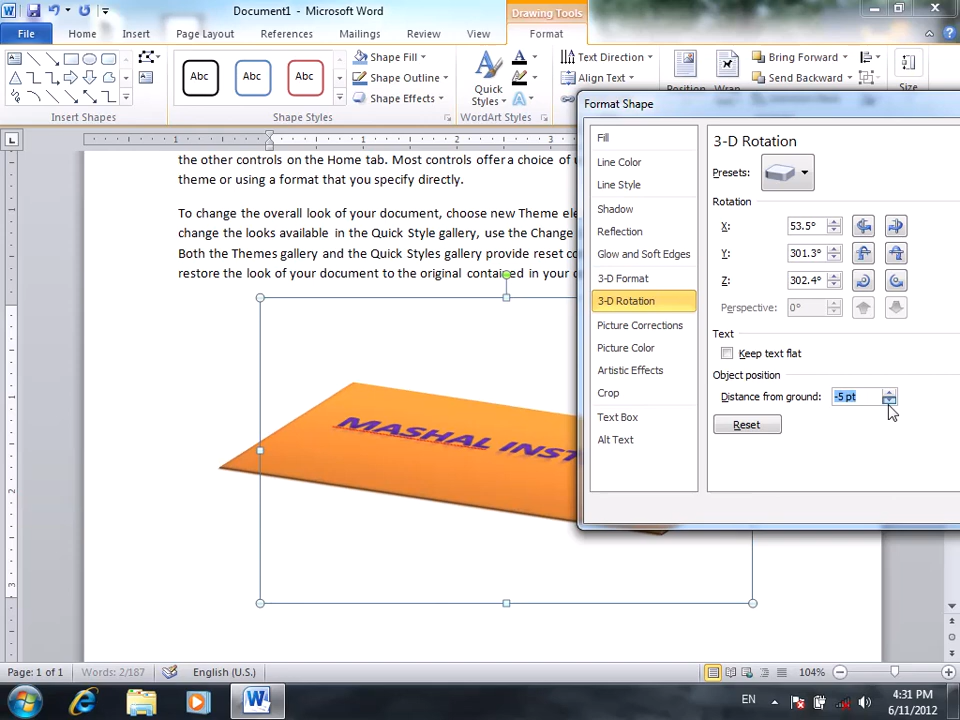 Document1 - Microsoft Word
Drawing Tools
File Home Insert Page Layout References Mailings Review View Format
Abc Abc Abc
Shape Fill
Shape Outline
Shape Effects
Quick Styles
Text Direction
Align Text
Position
Bring Forward
Send Backward
Size
Insert Shapes Shape Styles WordArt Styles
1 1 2 3
the other controls on the Home tab. Most controls offer a choice of
theme or using a format that you specify directly.
To change the overall look of your document, choose new Theme
change the looks available in the Quick Style gallery, use the Change
Both the Themes gallery and the Quick Styles gallery provide reset
restore the look of your document to the original contained in your
MASHAL INST
Format Shape
Fill
Line Color
Line Style
Shadow
Reflection
Glow and Soft Edges
3-D Format
3-D Rotation
Picture Corrections
Picture Color
Artistic Effects
Crop
Text Box
Alt Text
3-D Rotation
Presets:
Rotation
X: 53.5°
Y: 301.3°
Z: 302.4°
Perspective: 0°
Text
Keep text flat
Object position
Distance from ground: -5 pt
Reset
Page: 1 of 1 Words: 2/187 English (U.S.) 104%
EN 4:31 PM
6/11/2012